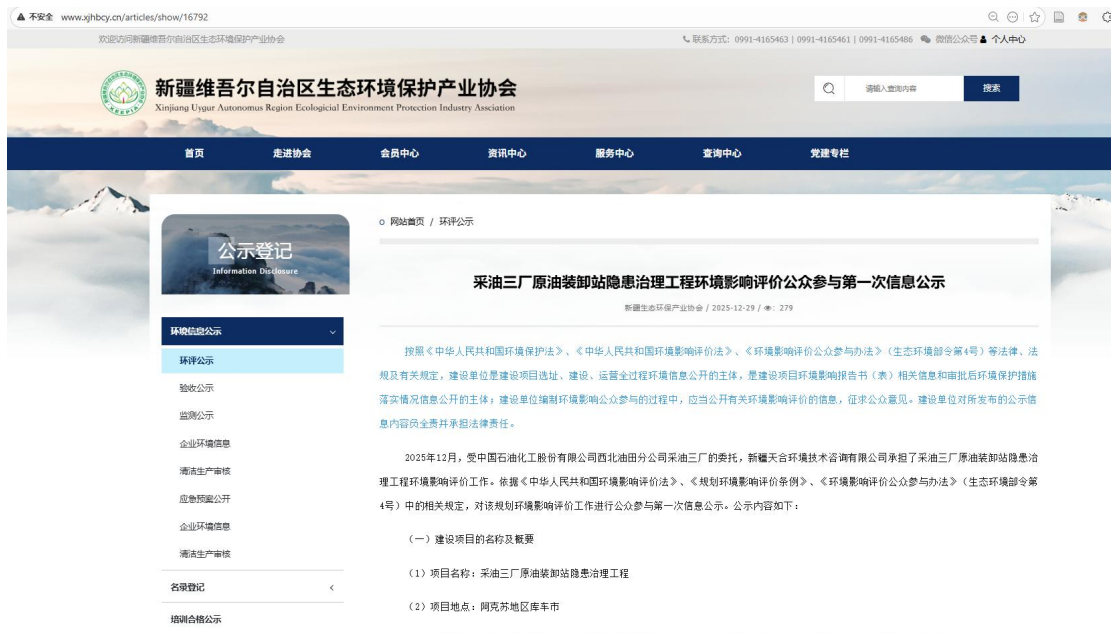 不安全 www.xjhbcy.cn/articles/show/16792
欢迎访问新疆维吾尔自治区生态环境保护产业协会
联系方式：0991-4165463 | 0991-4165461 | 0991-4165486 微信公众号 个人中心
新疆维吾尔自治区生态环境保护产业协会
Xinjiang Uygur Autonomus Region Ecologicial Environment Protection Industry Assciation
XEEPIA
请输入查询内容
搜索
首页 走进协会 会员中心 资讯中心 服务中心 查询中心 党建专栏
公示登记
Information Disclosure
环境信息公示
环评公示
验收公示
监测公示
企业环境信息
清洁生产审核
应急预案公开
企业环境信息
清洁生产审核
名录登记
培训合格公示
网站首页 / 环评公示
采油三厂原油装卸站隐患治理工程环境影响评价公众参与第一次信息公示
新疆生态环保产业协会 / 2025-12-29 / : 279
按照《中华人民共和国环境保护法》、《中华人民共和国环境影响评价法》、《环境影响评价公众参与办法》（生态环境部令第4号）等法律、法
规及有关规定，建设单位是建设项目选址、建设、运营全过程环境信息公开的主体，是建设项目环境影响报告书（表）相关信息和审批后环境保护措施
落实情况信息公开的主体；建设单位编制环境影响公众参与的过程中，应当公开有关环境影响评价的信息，征求公众意见。建设单位对所发布的公示信
息内容负全责并承担法律责任。
2025年12月，受中国石油化工股份有限公司西北油田分公司采油三厂的委托，新疆天合环境技术咨询有限公司承担了采油三厂原油装卸站隐患治
理工程环境影响评价工作。依据《中华人民共和国环境影响评价法》、《规划环境影响评价条例》、《环境影响评价公众参与办法》（生态环境部令第
4号）中的相关规定，对该规划环境影响评价工作进行公众参与第一次信息公示。公示内容如下：
（一）建设项目的名称及概要
（1）项目名称：采油三厂原油装卸站隐患治理工程
（2）项目地点：阿克苏地区库车市